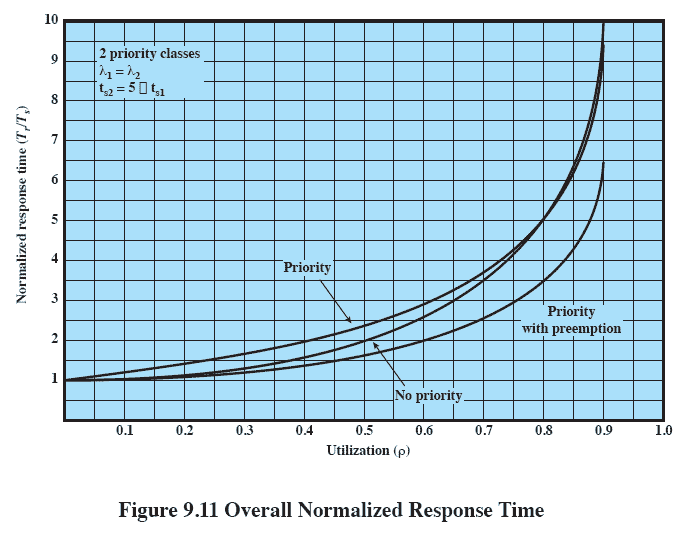 10
9
8
7
6
5
4
3
2
1
Normalized response time (Tr/Ts)
2 priority classes
λ1 = λ2
ts2 = 5 □ ts1
Priority
Priority
with preemption
No priority
0.1 0.2 0.3 0.4 0.5 0.6 0.7 0.8 0.9 1.0
Utilization (ρ)
Figure 9.11 Overall Normalized Response Time